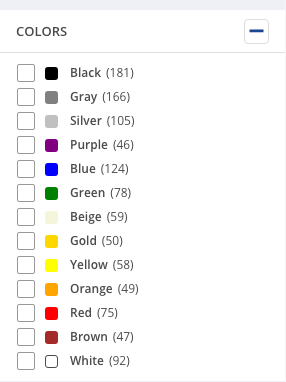 COLORS
Black (181)
Gray (166)
Silver (105)
Purple (46)
Blue (124)
Green (78)
Beige (59)
Gold (50)
Yellow (58)
Orange (49)
Red (75)
Brown (47)
White (92)